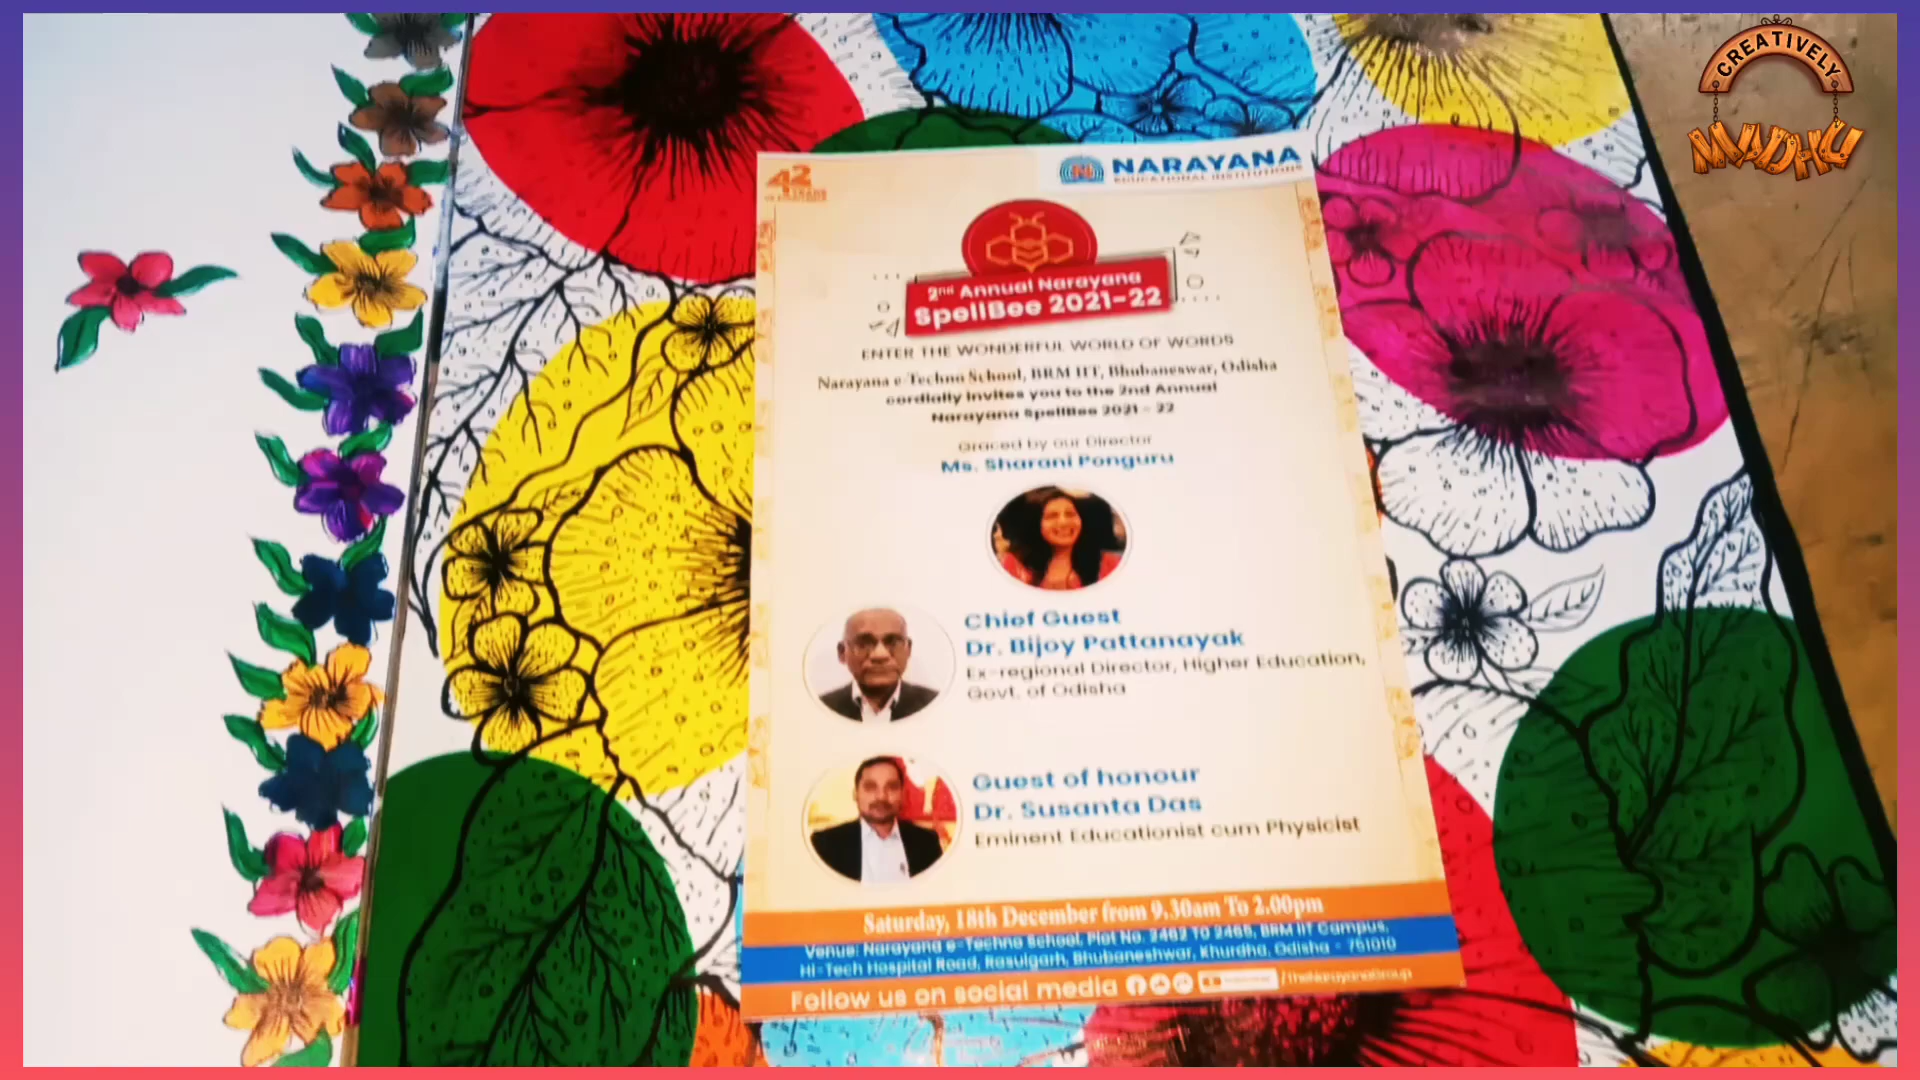 CREATIVELY
MADHU
42
YEARS
NARAYANA
EDUCATIONAL INSTITUTIONS
2nd Annual Narayana
SpellBee 2021-22
ENTER THE WONDERFUL WORLD OF WORDS
Narayana e-Techno School, BRM IIT, Bhubaneswar, Odisha
cordially invites you to the 2nd Annual
Narayana SpellBee 2021 - 22
Graced by our Director
Ms. Sharani Ponguru
Chief Guest
Dr. Bijoy Pattanayak
Ex-regional Director, Higher Education,
Govt. of Odisha
Guest of honour
Dr. Susanta Das
Eminent Educationist cum Physicist
Saturday, 18th December from 9.30am To 2.00pm
Venue: Narayana e-Techno School, Plot No. 2462 TO 2465, BRM IIT Campus,
Hi-Tech Hospital Road, Rasulgarh, Bhubaneshwar, Khurdha, Odisha - 751010
Follow us on social media /theNarayanaGroup